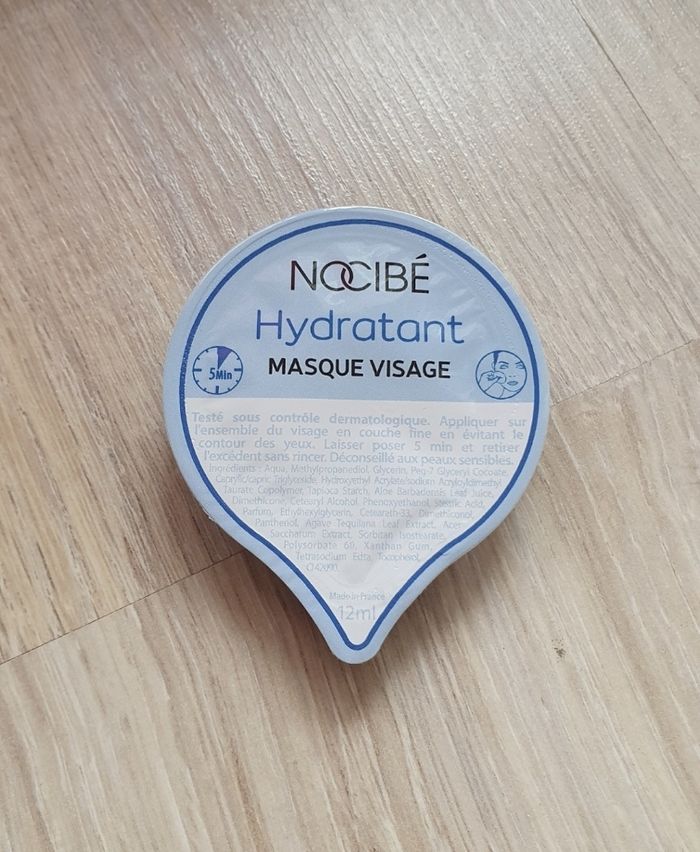 NOCIBÉ
Hydratant
MASQUE VISAGE
5Min
Testé sous contrôle dermatologique. Appliquer sur
l'ensemble du visage en couche fine en évitant le
contour des yeux. Laisser poser 5 min et retirer
l'excédent sans rincer. Déconseillé aux peaux sensibles.
Ingrédients : Aqua, Methylpropanediol, Glycerin, Peg-7 Glyceryl Cocoate,
Caprylic/capric Triglyceride, Hydroxyethyl Acrylate/sodium Acryloyldimethyl
Taurate Copolymer, Tapioca Starch, Aloe Barbadensis Leaf Juice,
Dimethicone, Cetearyl Alcohol, Phenoxyethanol, Stearic Acid,
Parfum, Ethylhexylglycerin, Ceteareth-33, Dimethiconol,
Panthenol, Agave Tequilana Leaf Extract, Acer
Saccharum Extract, Sorbitan Isostearate,
Polysorbate 60, Xanthan Gum,
Tetrasodium Edta, Tocopherol,
CI 42090.
Made in France
12ml